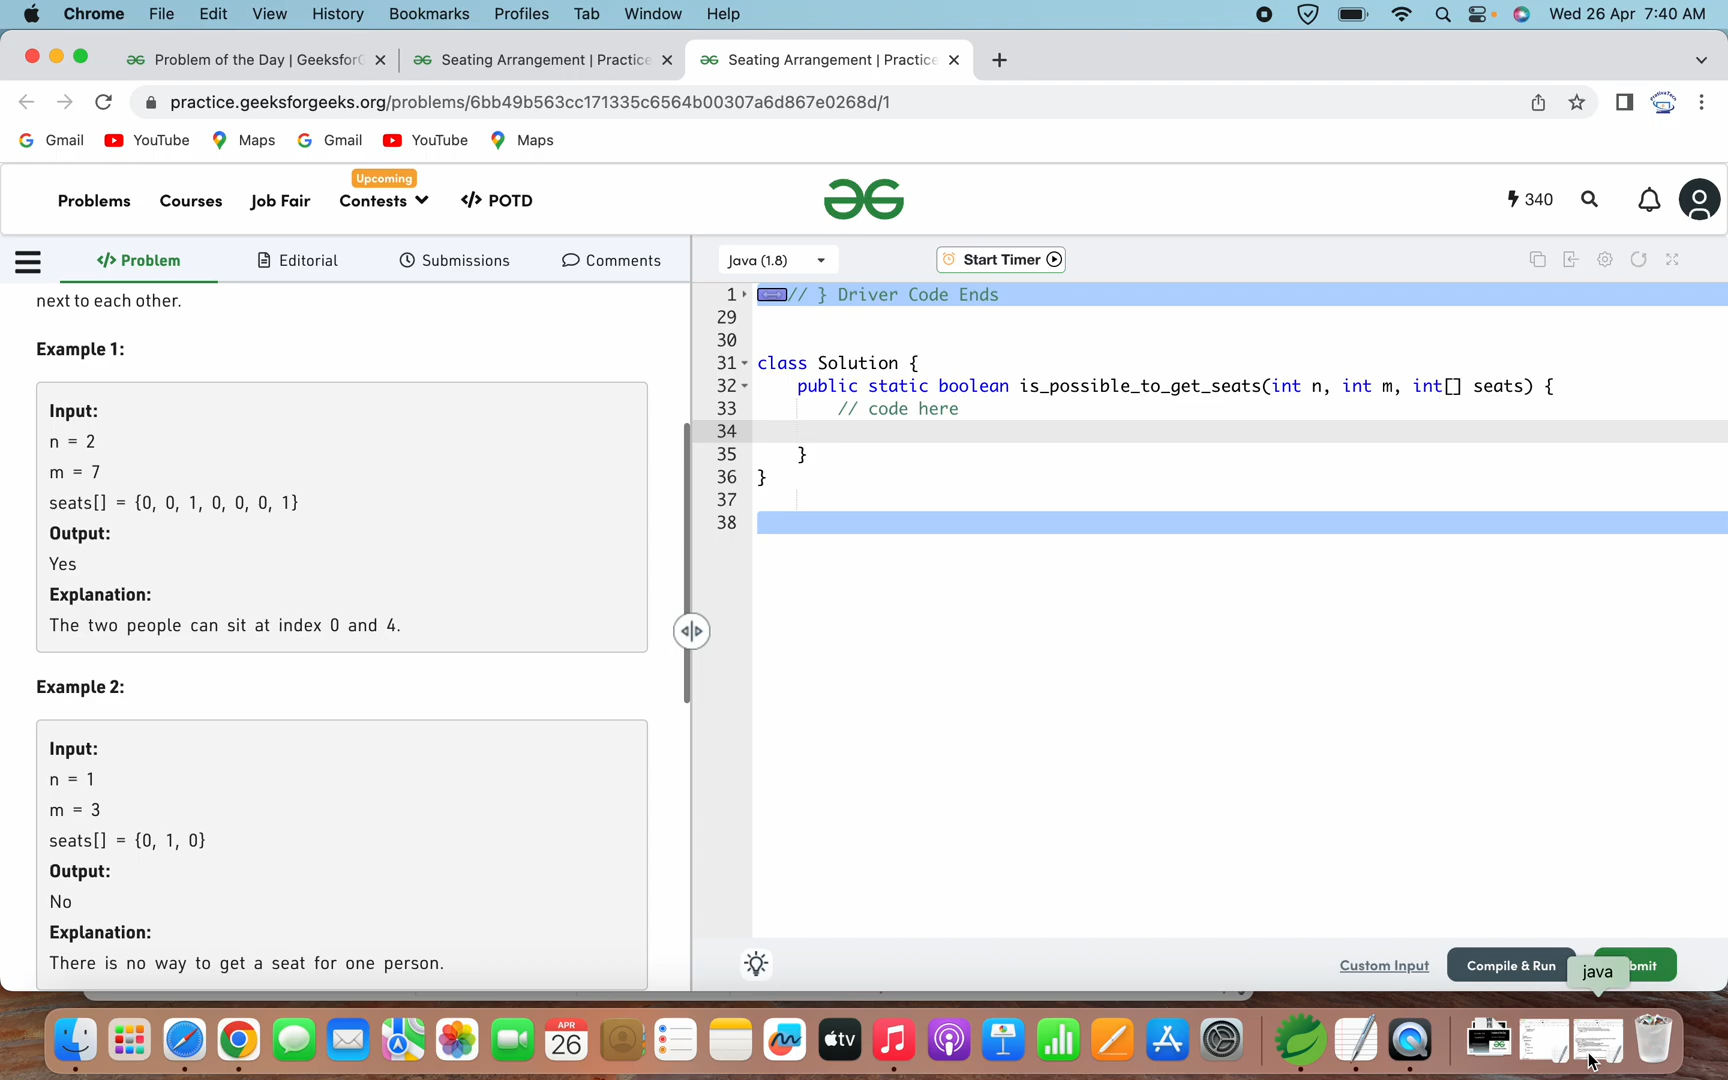 Chrome File Edit View History Bookmarks Profiles Tab Window Help Wed 26 Apr 7:40 AM
Problem of the Day | Geeksfor Seating Arrangement | Practice Seating Arrangement | Practice
practice.geeksforgeeks.org/problems/6bb49b563cc171335c6564b00307a6d867e0268d/1
Gmail YouTube Maps Gmail YouTube Maps
Upcoming
Problems Courses Job Fair Contests </> POTD 340
</> Problem Editorial Submissions Comments Java (1.8) Start Timer
next to each other.
Example 1:
Input:
n = 2
m = 7
seats[] = {0, 0, 1, 0, 0, 0, 1}
Output:
Yes
Explanation:
The two people can sit at index 0 and 4.
Example 2:
Input:
n = 1
m = 3
seats[] = {0, 1, 0}
Output:
No
Explanation:
There is no way to get a seat for one person.
1 // } Driver Code Ends
29
30
31 class Solution {
32 public static boolean is_possible_to_get_seats(int n, int m, int[] seats) {
33 // code here
34
35 }
36 }
37
38
Custom Input Compile & Run bmit
java
APR
26
tv